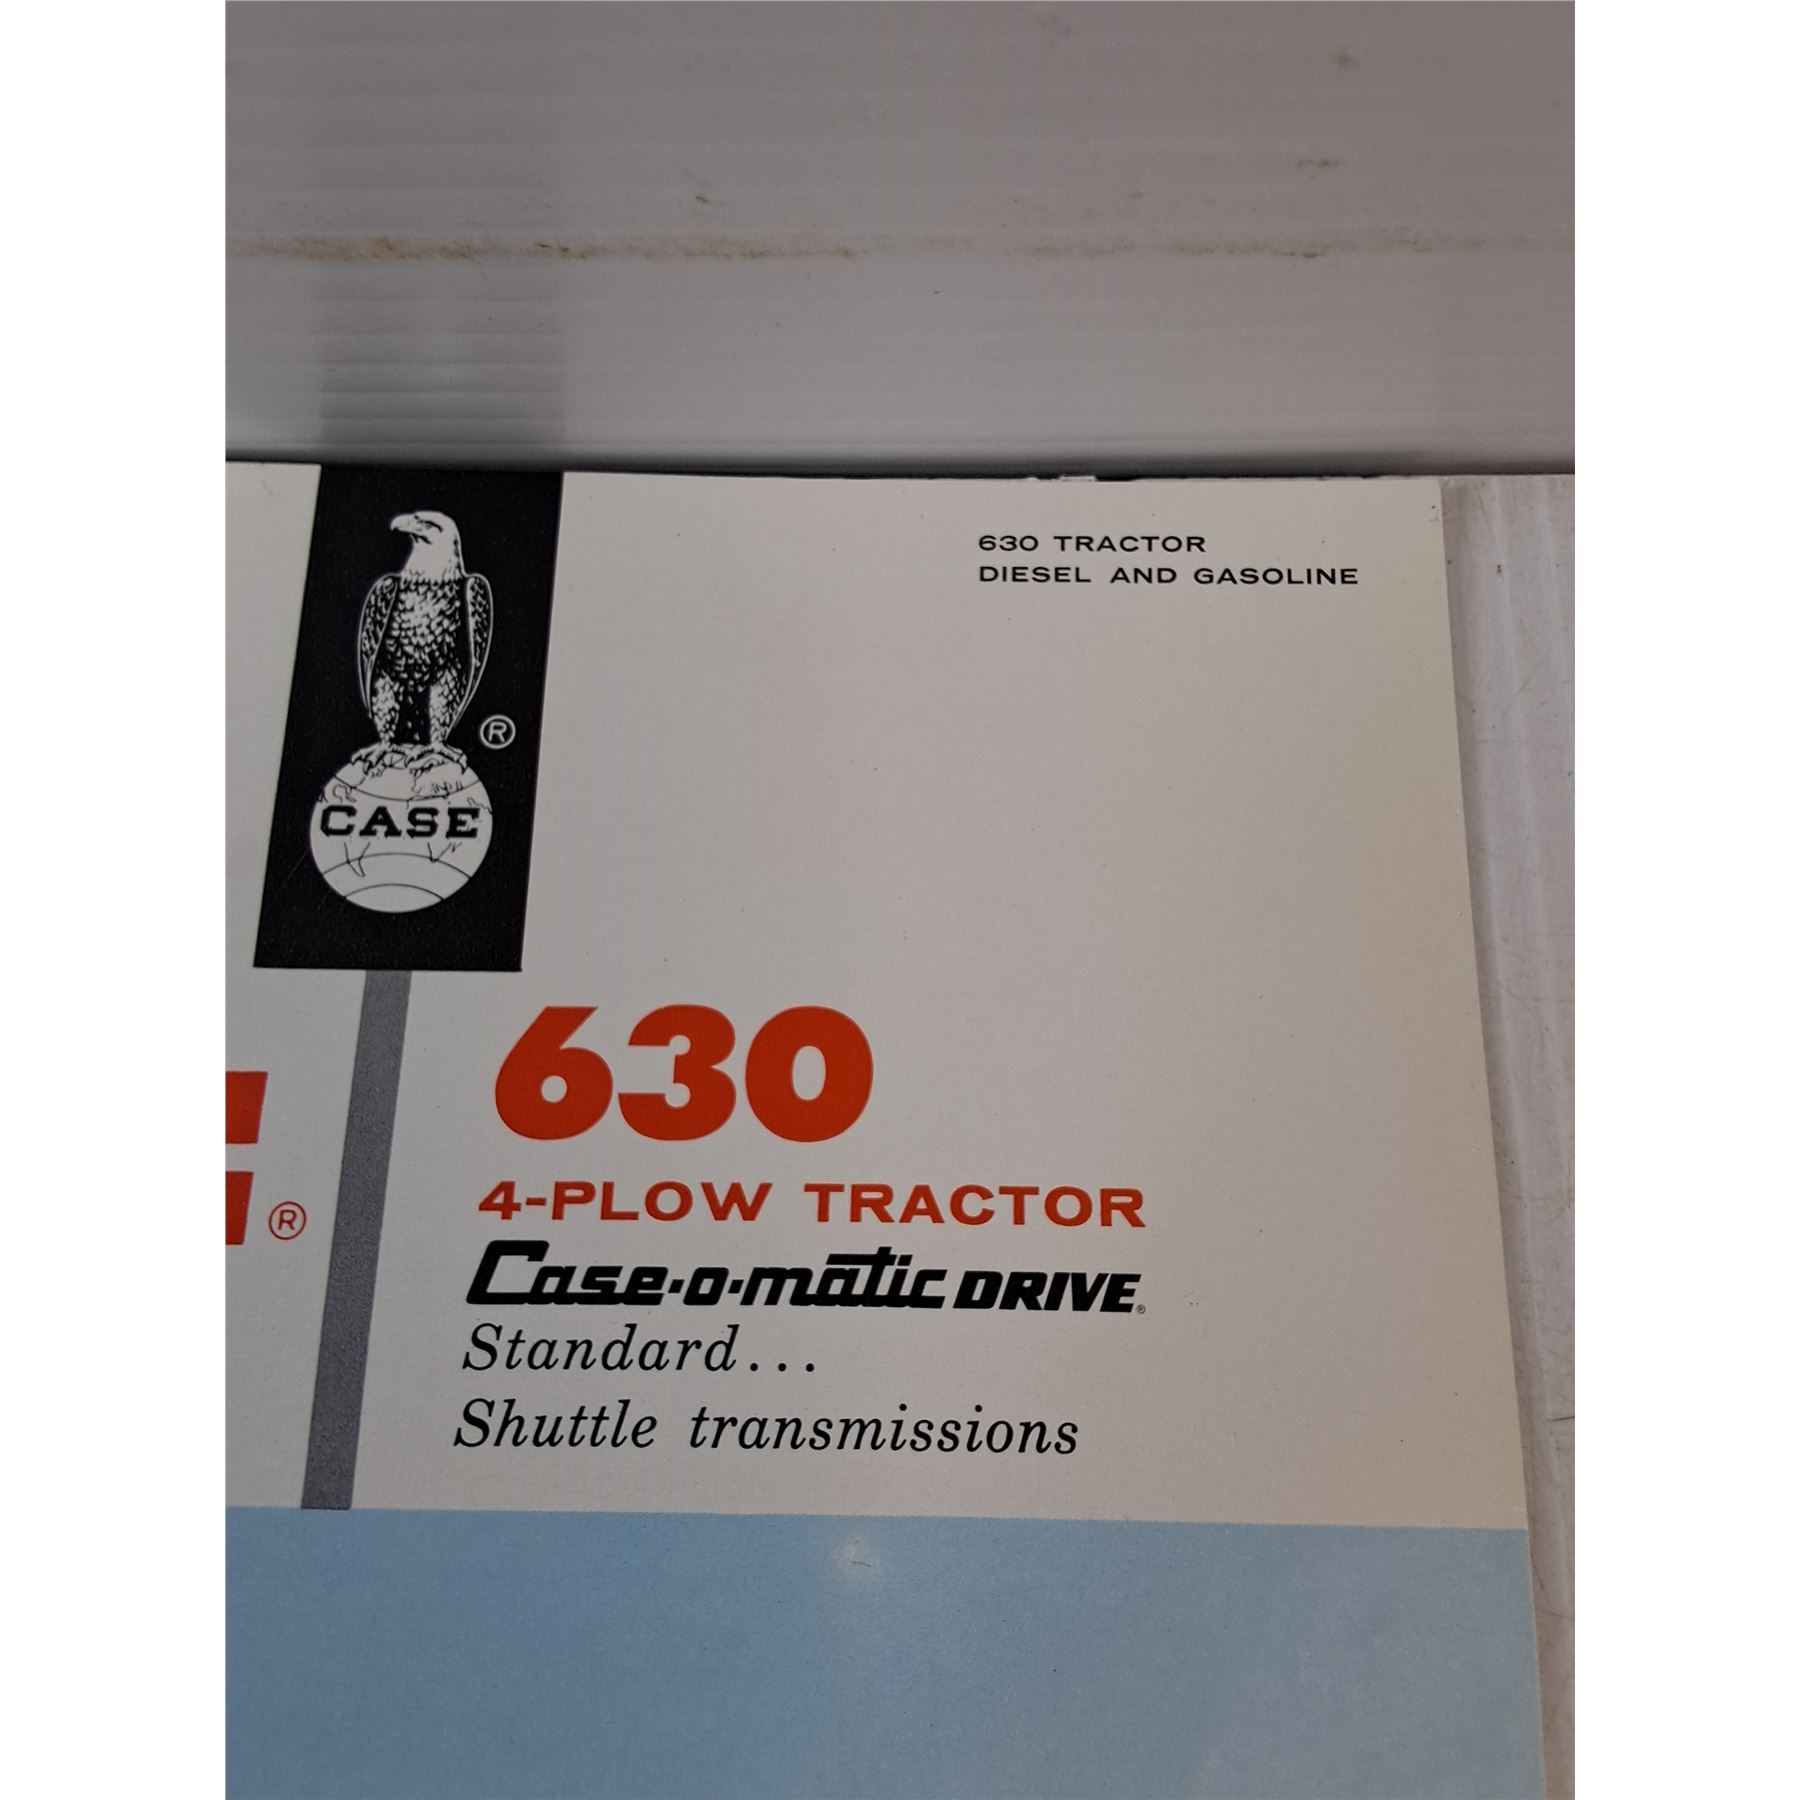 630 TRACTOR
DIESEL AND GASOLINE
®
CASE
630
4-PLOW TRACTOR
®
Case-o-matic DRIVE®
Standard...
Shuttle transmissions